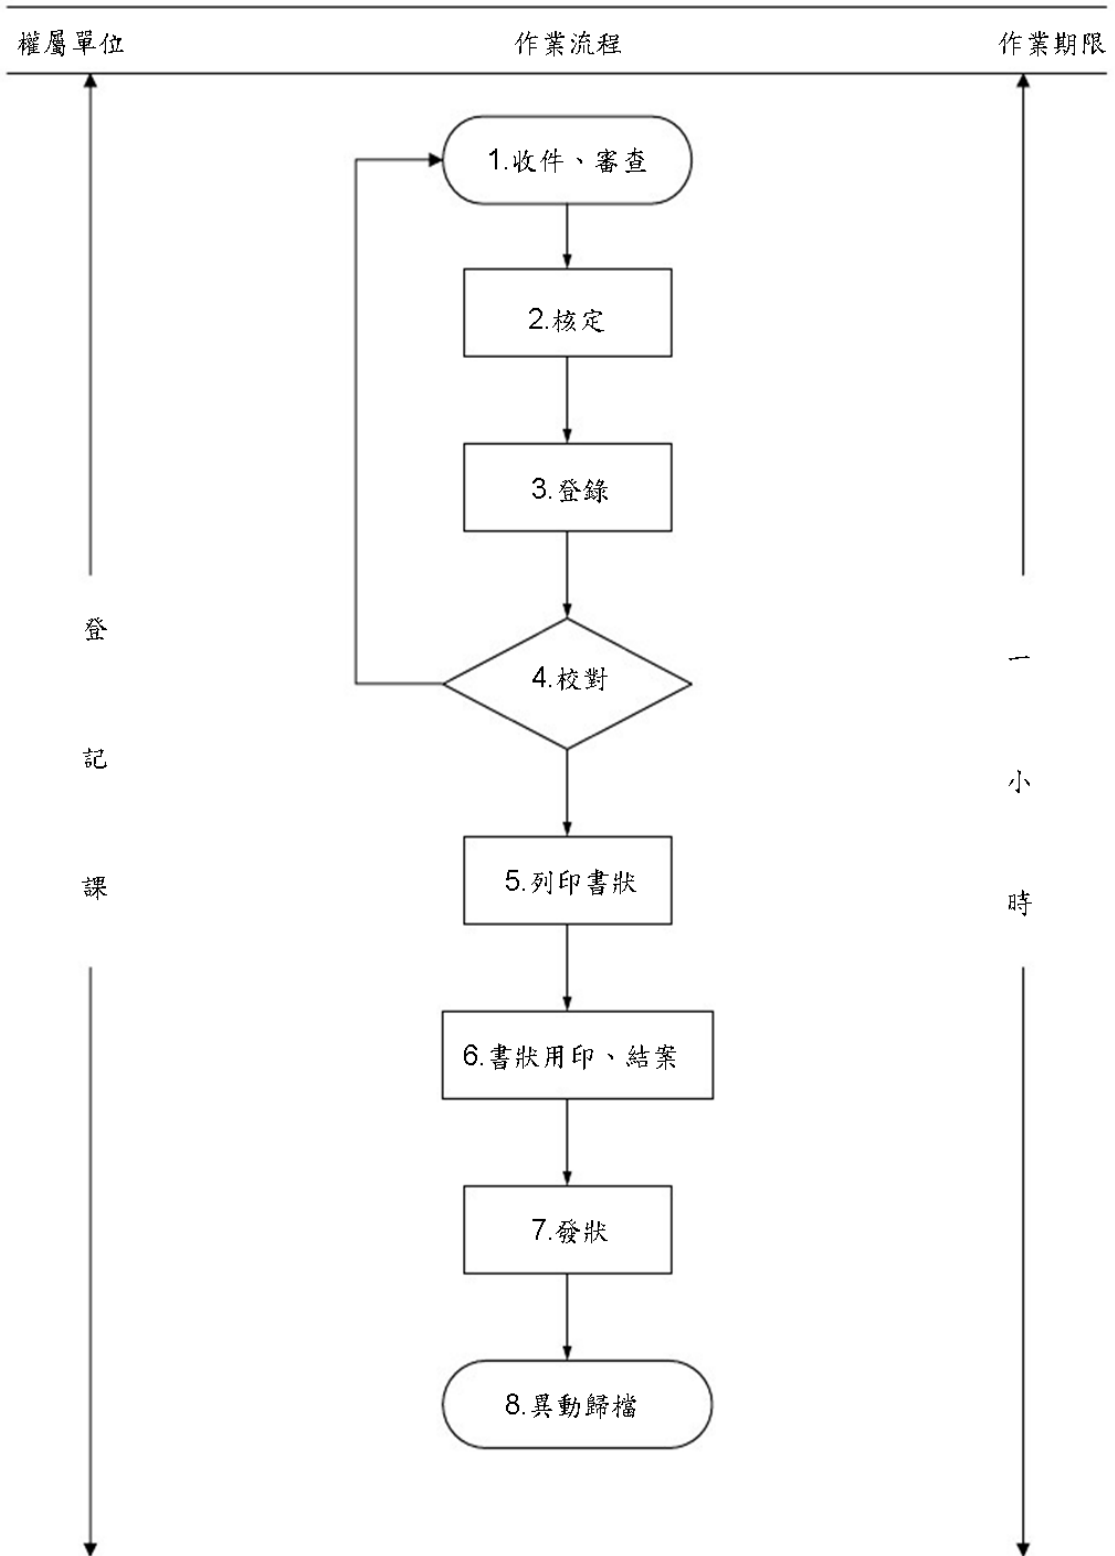 權屬單位 作業流程 作業期限
1.收件、審查
2.核定
3.登錄
4.校對
5.列印書狀
6.書狀用印、結案
7.發狀
8.異動歸檔
登
記
課
一
小
時